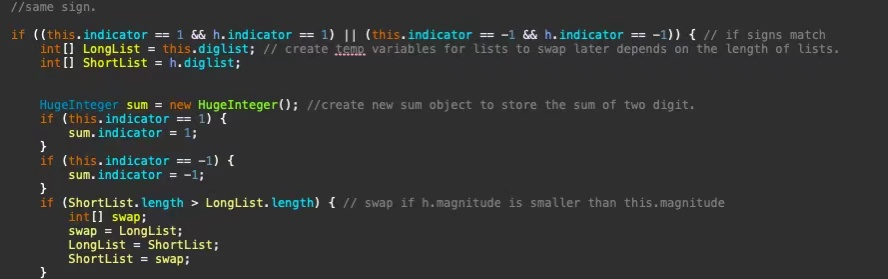 //same sign.
if ((this.indicator == 1 && h.indicator == 1) || (this.indicator == -1 && h.indicator == -1)) { // if signs match
int[] LongList = this.diglist; // create temp variables for lists to swap later depends on the length of lists.
int[] ShortList = h.diglist;
HugeInteger sum = new HugeInteger(); //create new sum object to store the sum of two digit.
if (this.indicator == 1) {
sum.indicator = 1;
}
if (this.indicator == -1) {
sum.indicator = -1;
}
if (ShortList.length > LongList.length) { // swap if h.magnitude is smaller than this.magnitude
int[] swap;
swap = LongList;
LongList = ShortList;
ShortList = swap;
}